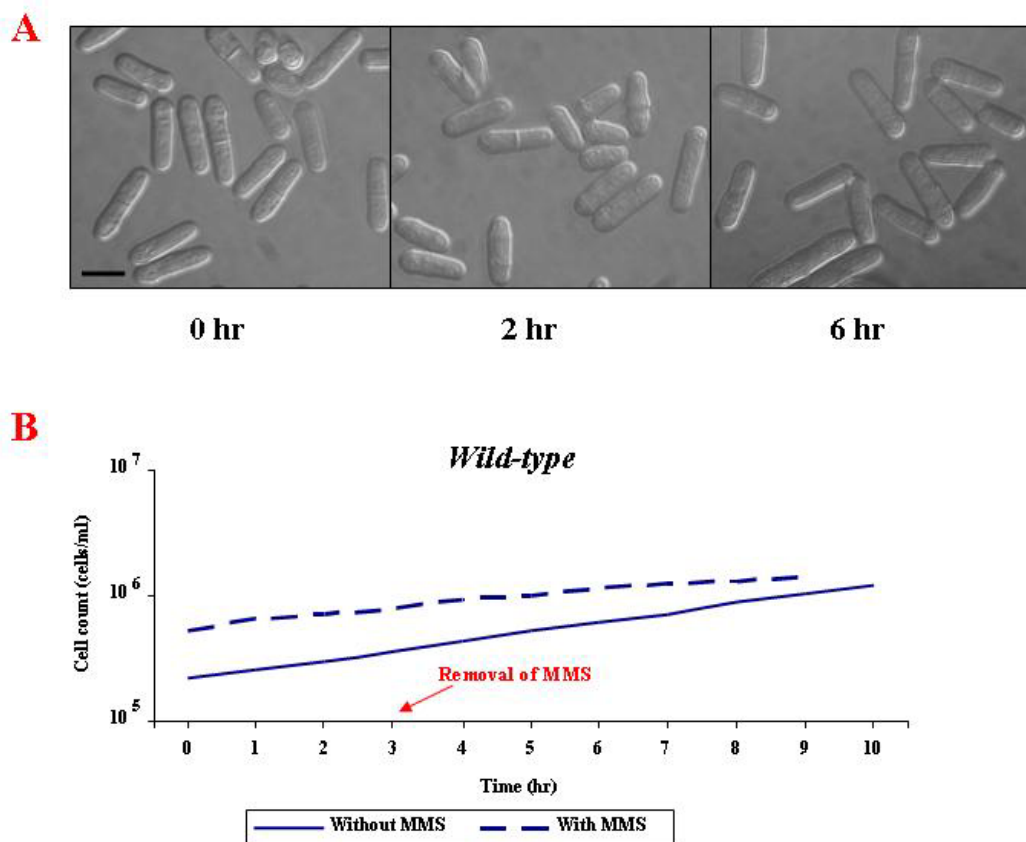 A
0 hr 2 hr 6 hr
B
Wild-type
10^7
10^6
10^5
Cell count (cells/ml)
Removal of MMS
0 1 2 3 4 5 6 7 8 9 10
Time (hr)
Without MMS With MMS